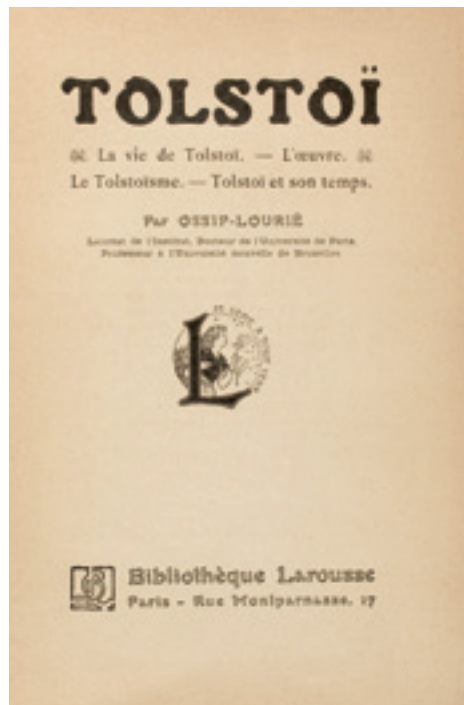 TOLSTOÏ
La vie de Tolstoï. — L'œuvre.
Le Tolstoïsme. — Tolstoï et son temps.
Par OSSIP-LOURIÉ
Lauréat de l'Institut, Docteur de l'Université de Paris,
Professeur à l'Université nouvelle de Bruxelles
L
Bibliothèque Larousse
Paris - Rue Montparnasse, 17